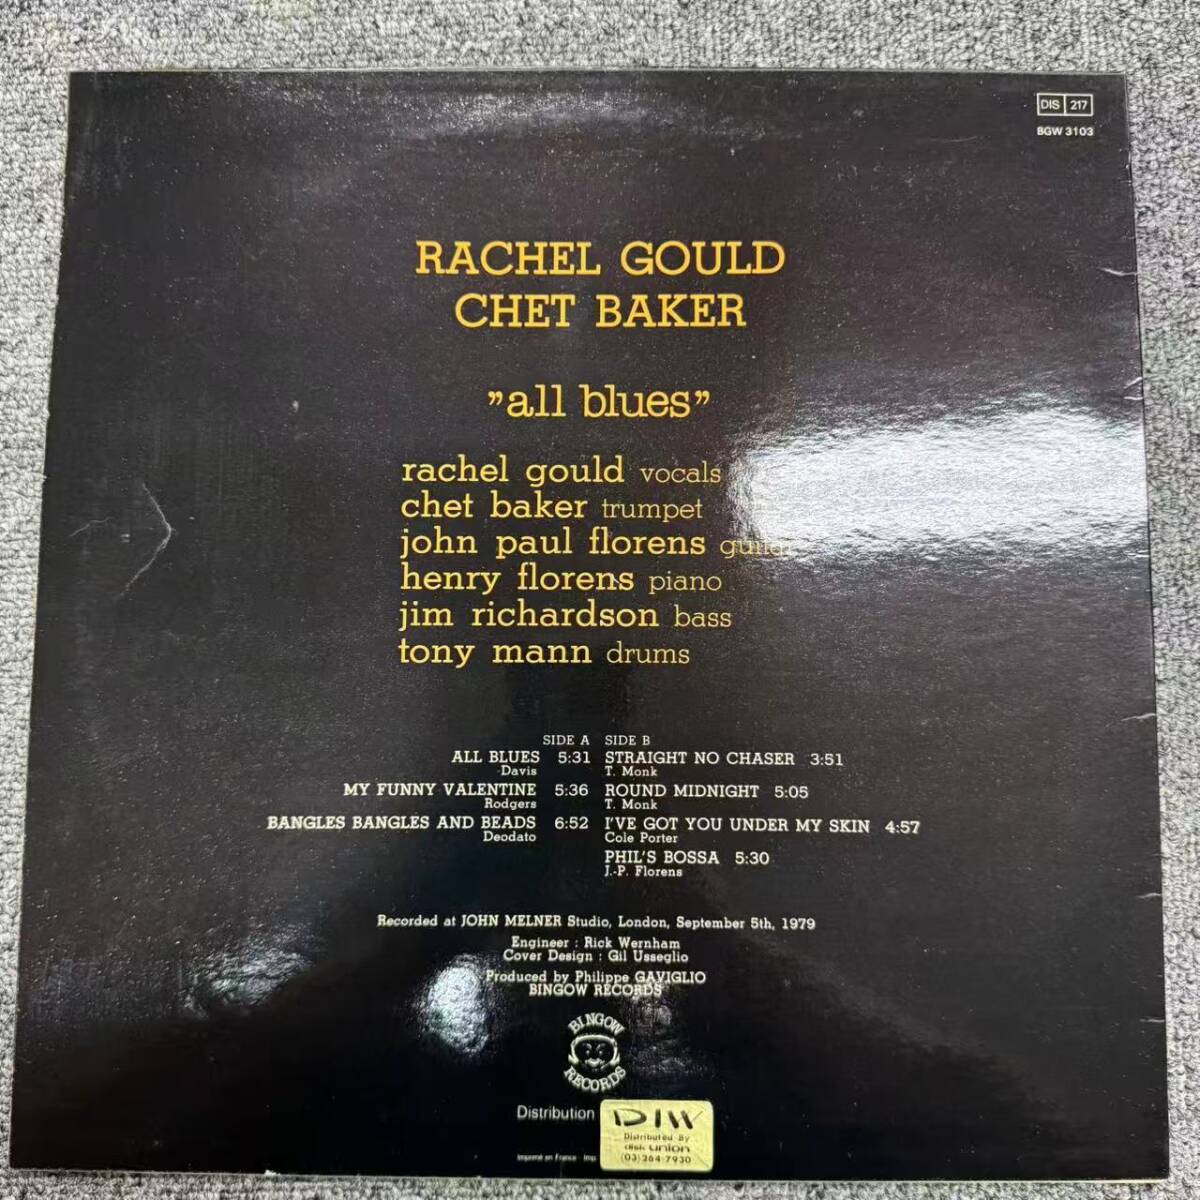 DIS 217
BGW 3103
RACHEL GOULD
CHET BAKER
"all blues"
rachel gould vocals
chet baker trumpet
john paul florens
henry florens piano
jim richardson bass
tony mann drums
SIDE A
ALL BLUES 5:31
Davis
MY FUNNY VALENTINE 5:36
Rodgers
BANGLES BANGLES AND BEADS 6:52
Deodato
SIDE B
STRAIGHT NO CHASER 3:51
T. Monk
ROUND MIDNIGHT 5:05
T. Monk
I'VE GOT YOU UNDER MY SKIN 4:57
Cole Porter
PHIL'S BOSSA 5:30
J.-P. Florens
Recorded at JOHN MELNER Studio, London, September 5th, 1979
Engineer : Rick Wernham
Cover Design : Gil Usseglio
Produced by Philippe GAVIGLIO
BINGOW RECORDS
BINGOW
RECORDS
Distribution
DIW
Distributed By
disk union
(03)264-7930
Imprimé en France - Imp.